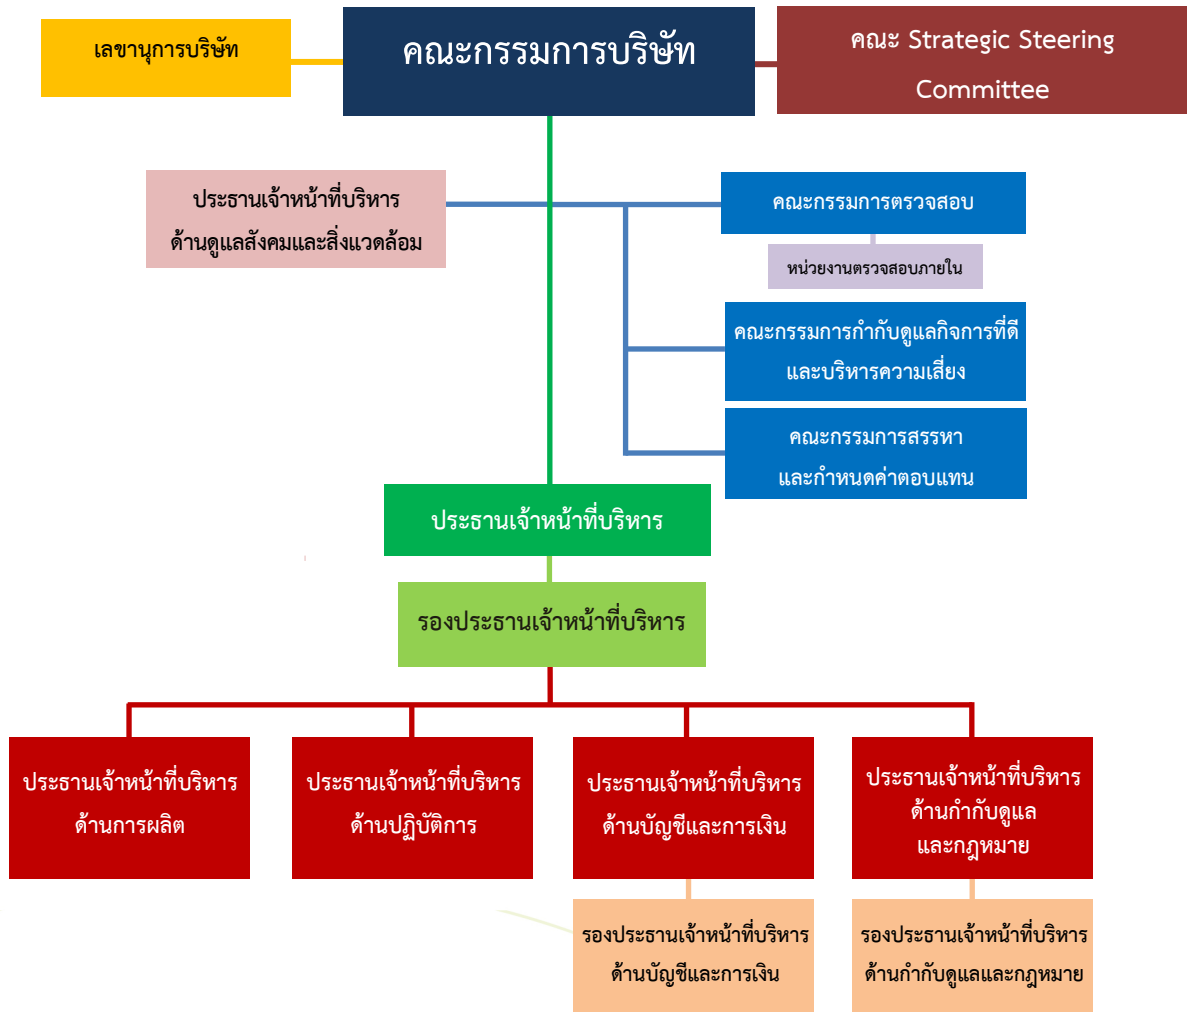 เลขานุการบริษัท
คณะกรรมการบริษัท
คณะ Strategic Steering
Committee
ประธานเจ้าหน้าที่บริหาร
ด้านดูแลสังคมและสิ่งแวดล้อม
คณะกรรมการตรวจสอบ
หน่วยงานตรวจสอบภายใน
คณะกรรมการกำกับดูแลกิจการที่ดี
และบริหารความเสี่ยง
คณะกรรมการสรรหา
และกำหนดค่าตอบแทน
ประธานเจ้าหน้าที่บริหาร
รองประธานเจ้าหน้าที่บริหาร
ประธานเจ้าหน้าที่บริหาร
ด้านการผลิต
ประธานเจ้าหน้าที่บริหาร
ด้านปฏิบัติการ
ประธานเจ้าหน้าที่บริหาร
ด้านบัญชีและการเงิน
ประธานเจ้าหน้าที่บริหาร
ด้านกำกับดูแล
และกฎหมาย
รองประธานเจ้าหน้าที่บริหาร
ด้านบัญชีและการเงิน
รองประธานเจ้าหน้าที่บริหาร
ด้านกำกับดูแลและกฎหมาย